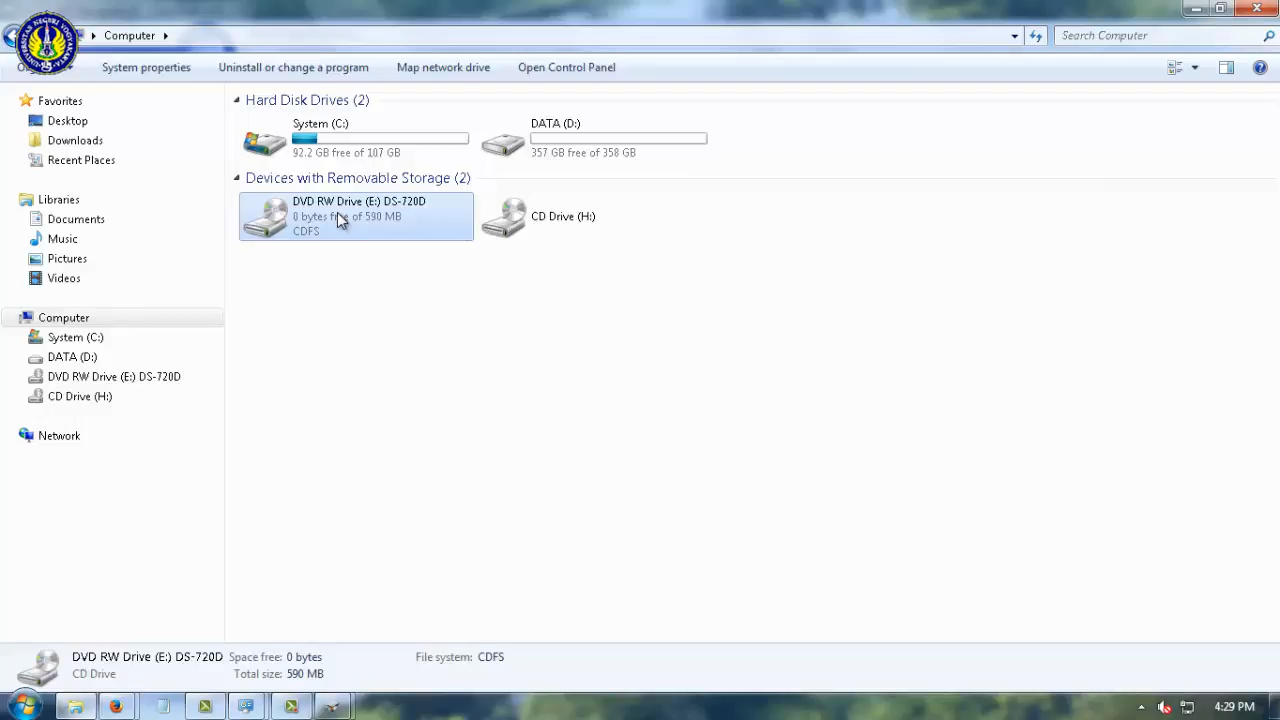 UNIVERSITAS NEGERI YOGYAKARTA
Computer
Search Computer
System properties
Uninstall or change a program
Map network drive
Open Control Panel
Favorites
Desktop
Downloads
Recent Places
Libraries
Documents
Music
Pictures
Videos
Computer
System (C:)
DATA (D:)
DVD RW Drive (E:) DS-720D
CD Drive (H:)
Network
Hard Disk Drives (2)
System (C:)
92.2 GB free of 107 GB
DATA (D:)
357 GB free of 358 GB
Devices with Removable Storage (2)
DVD RW Drive (E:) DS-720D
0 bytes free of 590 MB
CDFS
CD Drive (H:)
DVD RW Drive (E:) DS-720D
Space free: 0 bytes
File system: CDFS
CD Drive
Total size: 590 MB
4:29 PM